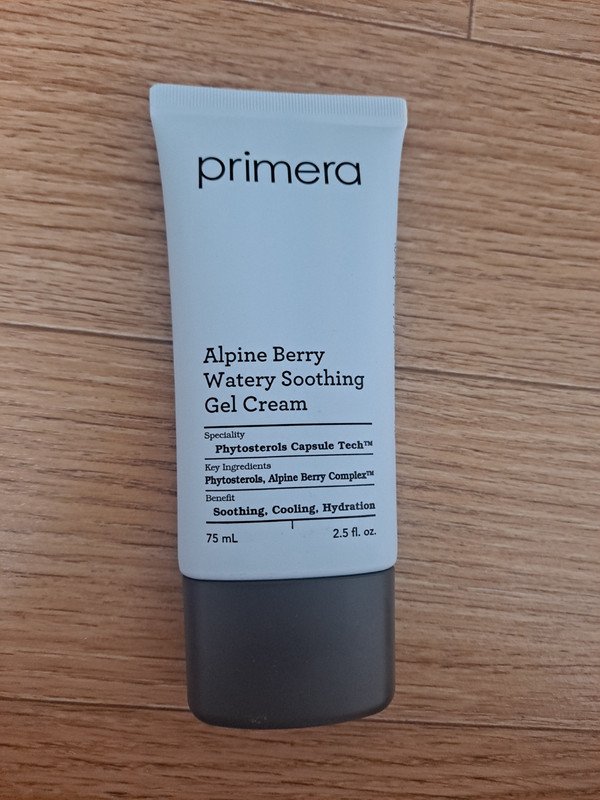 primera
Alpine Berry
Watery Soothing
Gel Cream
Speciality
Phytosterols Capsule Tech™
Key Ingredients
Phytosterols, Alpine Berry Complex™
Benefit
Soothing, Cooling, Hydration
75 mL 2.5 fl. oz.